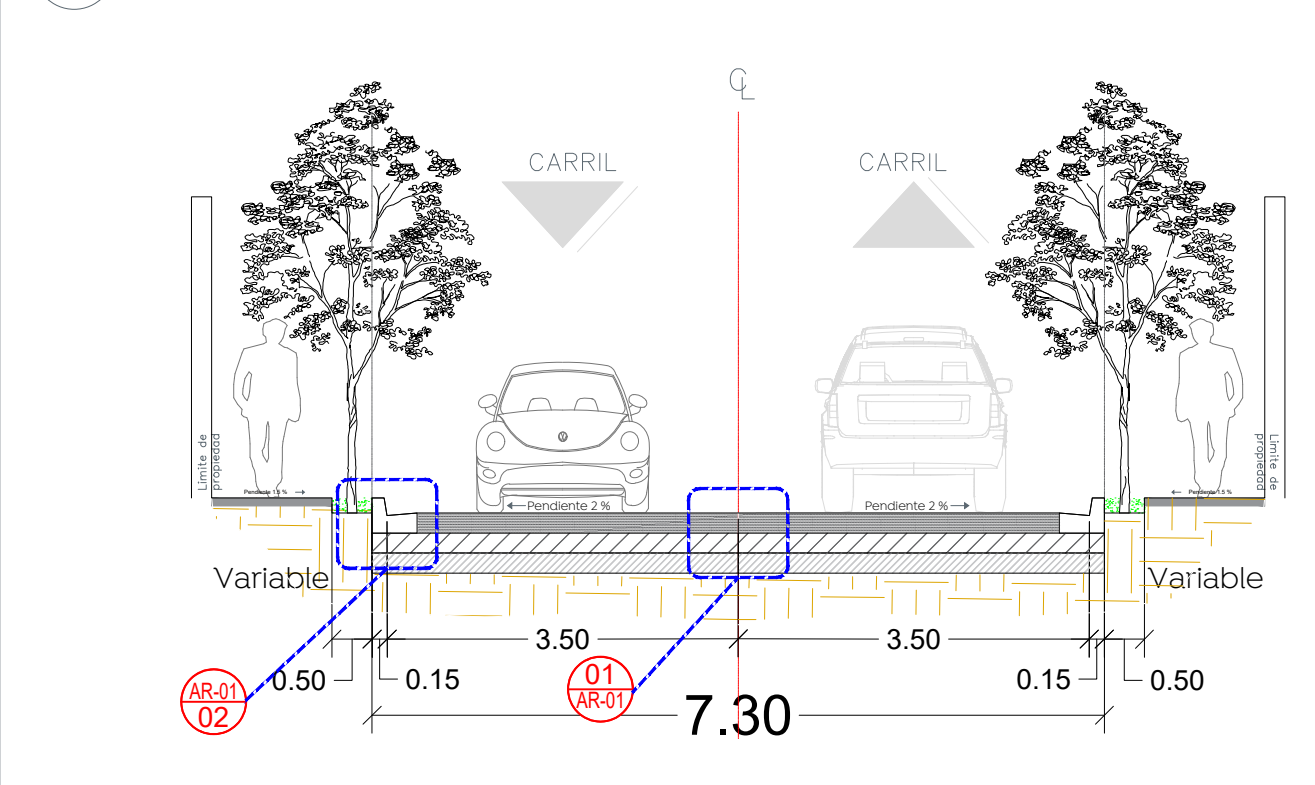 CL
CARRIL
CARRIL
Limite de
propiedad
Limite de
propiedad
Pendiente 1.5 %
Pendiente 2 %
Pendiente 2 %
Pendiente 1.5 %
Variable
Variable
3.50
3.50
0.50
0.15
0.15
0.50
AR-01
02
01
AR-01
7.30